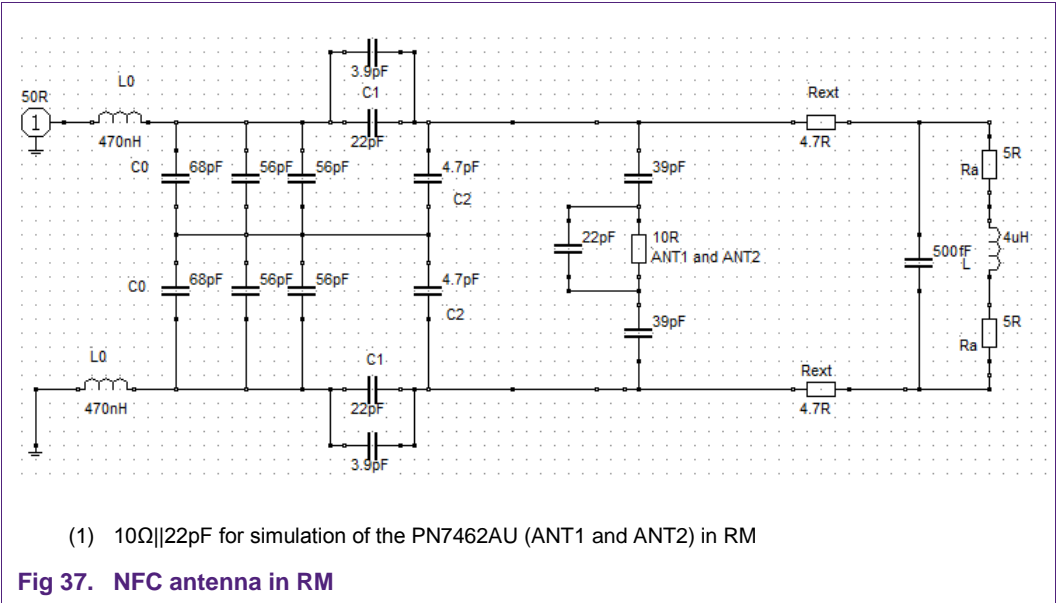 3.9pF
L0
C1
Rext
50R
1
470nH
22pF
4.7R
C0
68pF
56pF
56pF
4.7pF
C2
39pF
5R
Ra
22pF
10R
ANT1 and ANT2
500fF
4uH
L
C0
68pF
56pF
56pF
4.7pF
C2
39pF
5R
Ra
L0
C1
Rext
470nH
22pF
4.7R
3.9pF
(1) 10Ω||22pF for simulation of the PN7462AU (ANT1 and ANT2) in RM
Fig 37. NFC antenna in RM